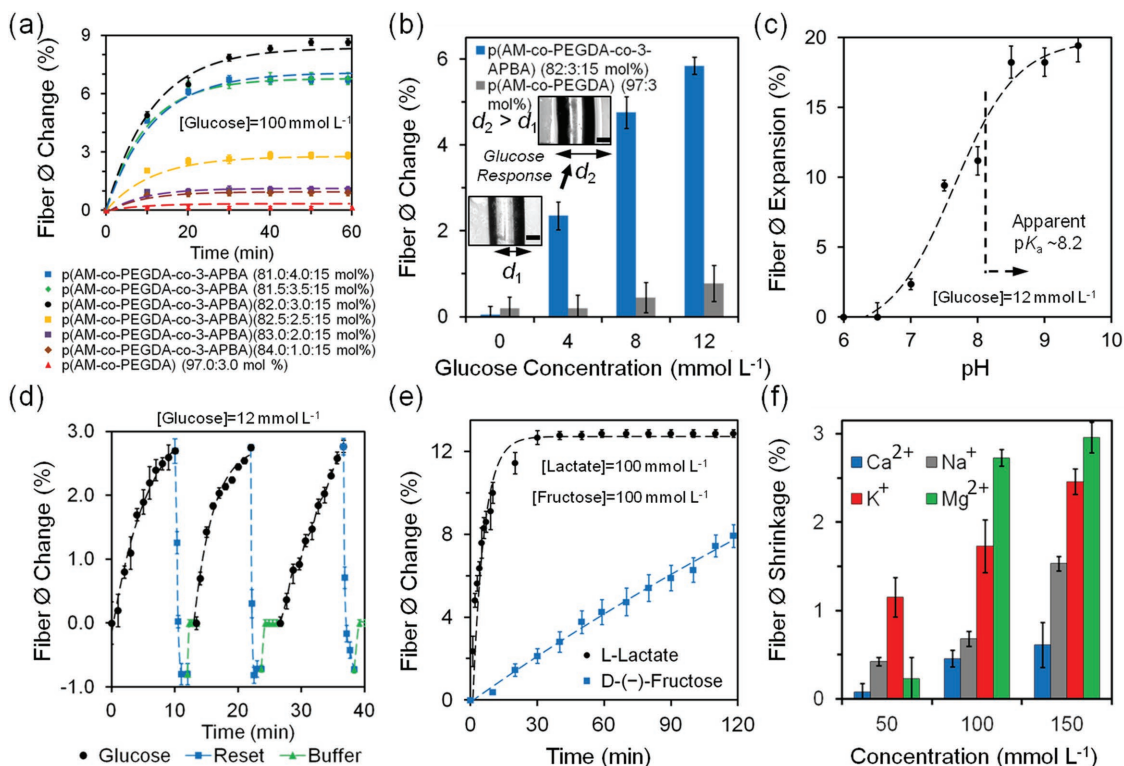 (a)
Fiber Ø Change (%)
9
6
3
0
[Glucose]=100 mmol L-1
0 10 20 30 40 50 60
Time (min)
p(AM-co-PEGDA-co-3-APBA (81.0:4.0:15 mol%)
p(AM-co-PEGDA-co-3-APBA (81.5:3.5:15 mol%)
p(AM-co-PEGDA-co-3-APBA)(82.0:3.0:15 mol%)
p(AM-co-PEGDA-co-3-APBA)(82.5:2.5:15 mol%)
p(AM-co-PEGDA-co-3-APBA)(83.0:2.0:15 mol%)
p(AM-co-PEGDA-co-3-APBA)(84.0:1.0:15 mol%)
p(AM-co-PEGDA) (97.0:3.0 mol %)
(b)
Fiber Ø Change (%)
6
4
2
0
p(AM-co-PEGDA-co-3-
APBA) (82:3:15 mol%)
p(AM-co-PEGDA) (97:3
mol%)
d2 > d1
Glucose
Response
d2
d1
0 4 8 12
Glucose Concentration (mmol L-1)
(c)
Fiber Ø Expansion (%)
20
15
10
5
0
Apparent
pKa ~8.2
[Glucose]=12 mmol L-1
6 7 8 9 10
pH
(d)
[Glucose]=12 mmol L-1
Fiber Ø Change (%)
3.0
2.0
1.0
0.0
-1.0
0 10 20 30 40
Time (min)
Glucose Reset Buffer
(e)
Fiber Ø Change (%)
12
9
6
3
0
[Lactate]=100 mmol L-1
[Fructose]=100 mmol L-1
L-Lactate
D-(−)-Fructose
0 30 60 90 120
Time (min)
(f)
Fiber Ø Shrinkage (%)
3
2
1
0
Ca2+ Na+
K+ Mg2+
50 100 150
Concentration (mmol L-1)